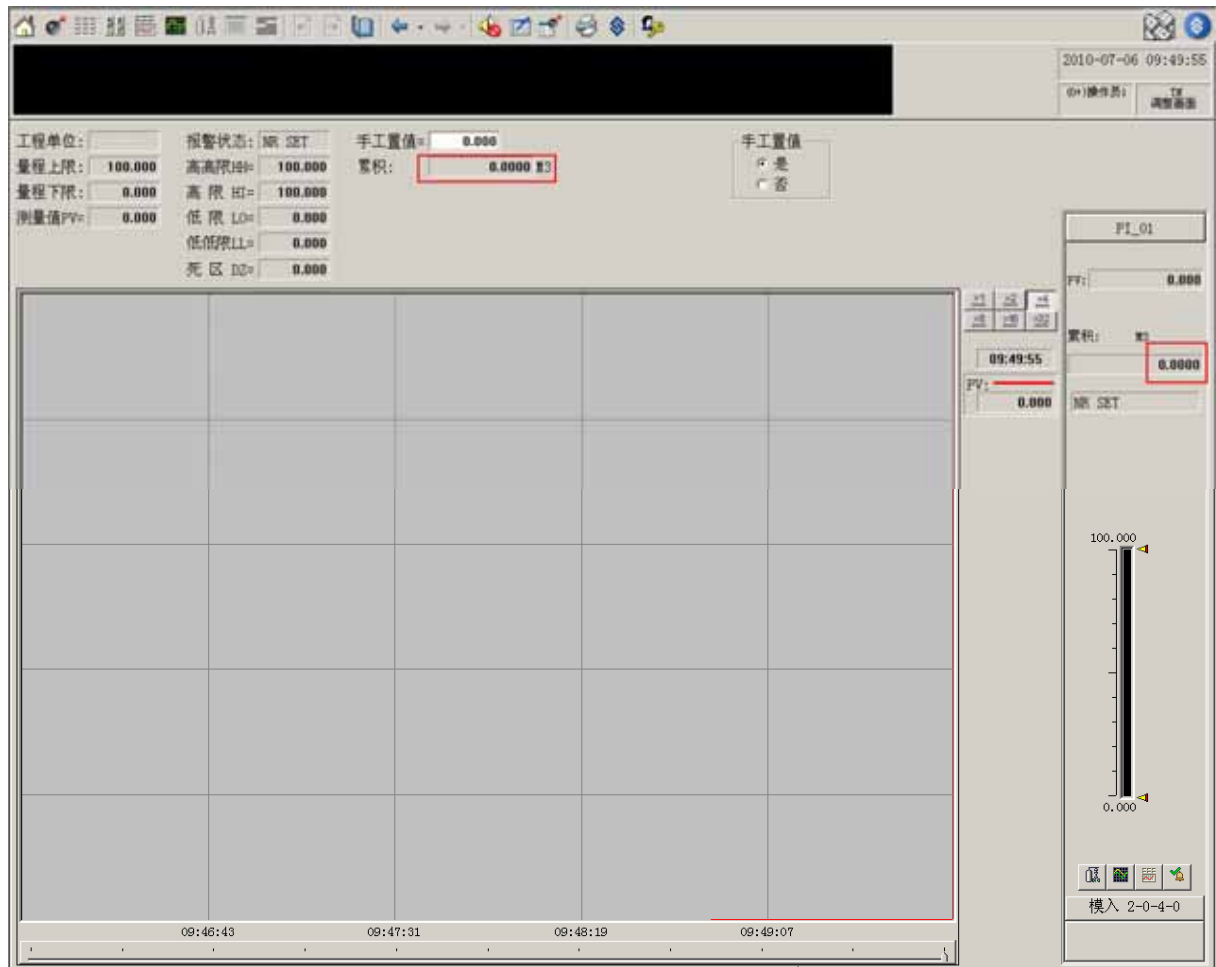 2010-07-06 09:49:55
调整画面
工程单位: 报警状态: NR SET 手工置值= 0.000 手工置值
量程上限: 100.000 高高限HH= 100.000 累积: 0.0000 M3 是
量程下限: 0.000 高 限 HI= 100.000 否
测量值PV= 0.000 低 限 LO= 0.000
低低限LL= 0.000
死 区 DZ= 0.000
PI_01
PV: 0.000
累积: M3
0.0000
NR SET
09:49:55
PV:
0.000
100.000
0.000
模入 2-0-4-0
09:46:43 09:47:31 09:48:19 09:49:07